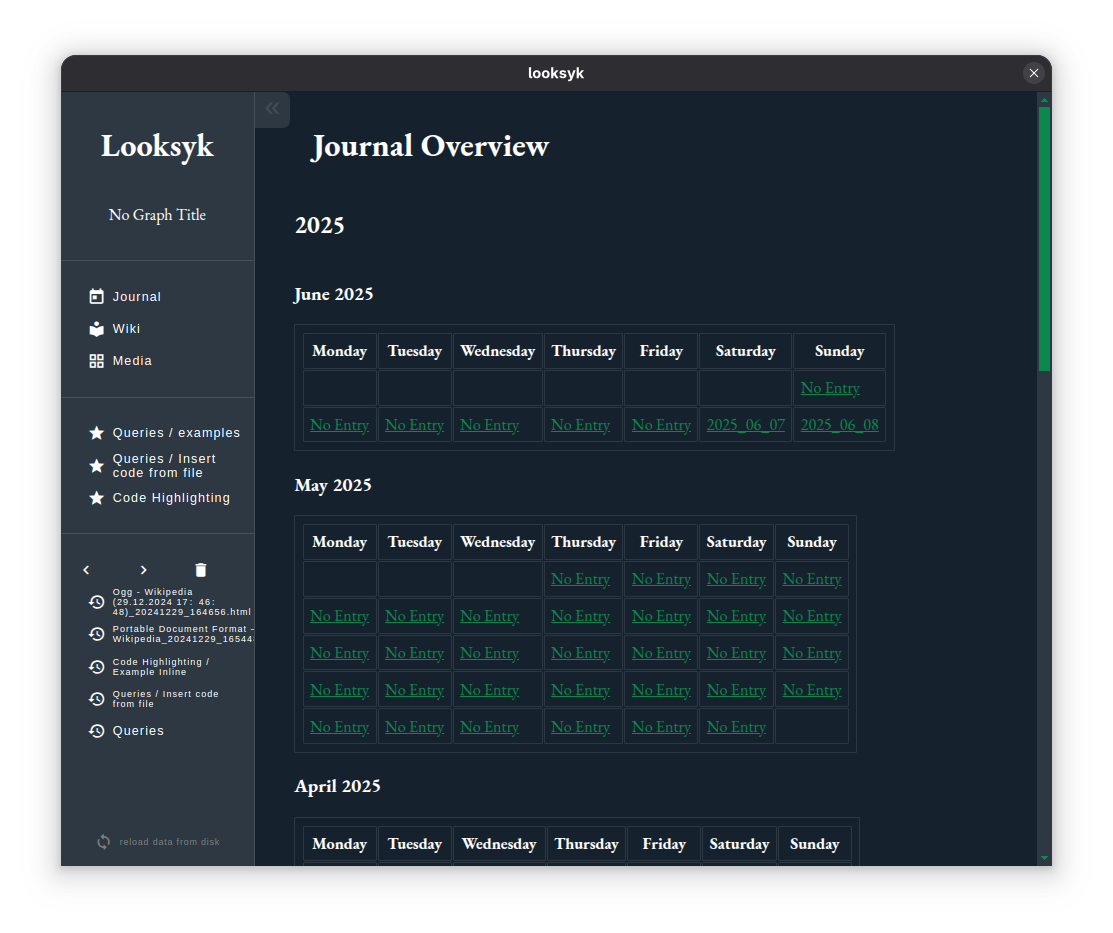 looksyk
Looksyk
No Graph Title
Journal
Wiki
Media
Queries / examples
Queries / Insert
code from file
Code Highlighting
Ogg - Wikipedia
(29.12.2024 17: 46:
48)_20241229_164656.html
Portable Document Format –
Wikipedia_20241229_16544
Code Highlighting /
Example Inline
Queries / Insert code
from file
Queries
reload data from disk
Journal Overview
2025
June 2025
Monday Tuesday Wednesday Thursday Friday Saturday Sunday
No Entry
No Entry No Entry No Entry No Entry No Entry 2025_06_07 2025_06_08
May 2025
Monday Tuesday Wednesday Thursday Friday Saturday Sunday
No Entry No Entry No Entry No Entry
No Entry No Entry No Entry No Entry No Entry No Entry No Entry
No Entry No Entry No Entry No Entry No Entry No Entry No Entry
No Entry No Entry No Entry No Entry No Entry No Entry No Entry
No Entry No Entry No Entry No Entry No Entry No Entry
April 2025
Monday Tuesday Wednesday Thursday Friday Saturday Sunday